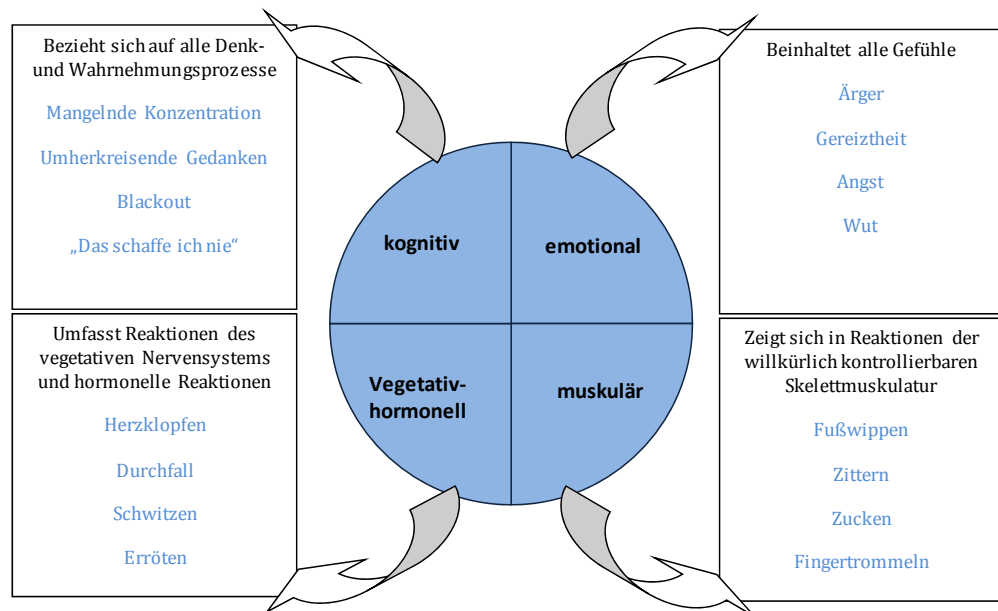 Bezieht sich auf alle Denk-
und Wahrnehmungsprozesse
Mangelnde Konzentration
Umherkreisende Gedanken
Blackout
„Das schaffe ich nie“
Beinhaltet alle Gefühle
Ärger
Gereiztheit
Angst
Wut
kognitiv
emotional
Vegetativ-
hormonell
muskulär
Umfasst Reaktionen des
vegetativen Nervensystems
und hormonelle Reaktionen
Herzklopfen
Durchfall
Schwitzen
Erröten
Zeigt sich in Reaktionen der
willkürlich kontrollierbaren
Skelettmuskulatur
Fußwippen
Zittern
Zucken
Fingertrommeln